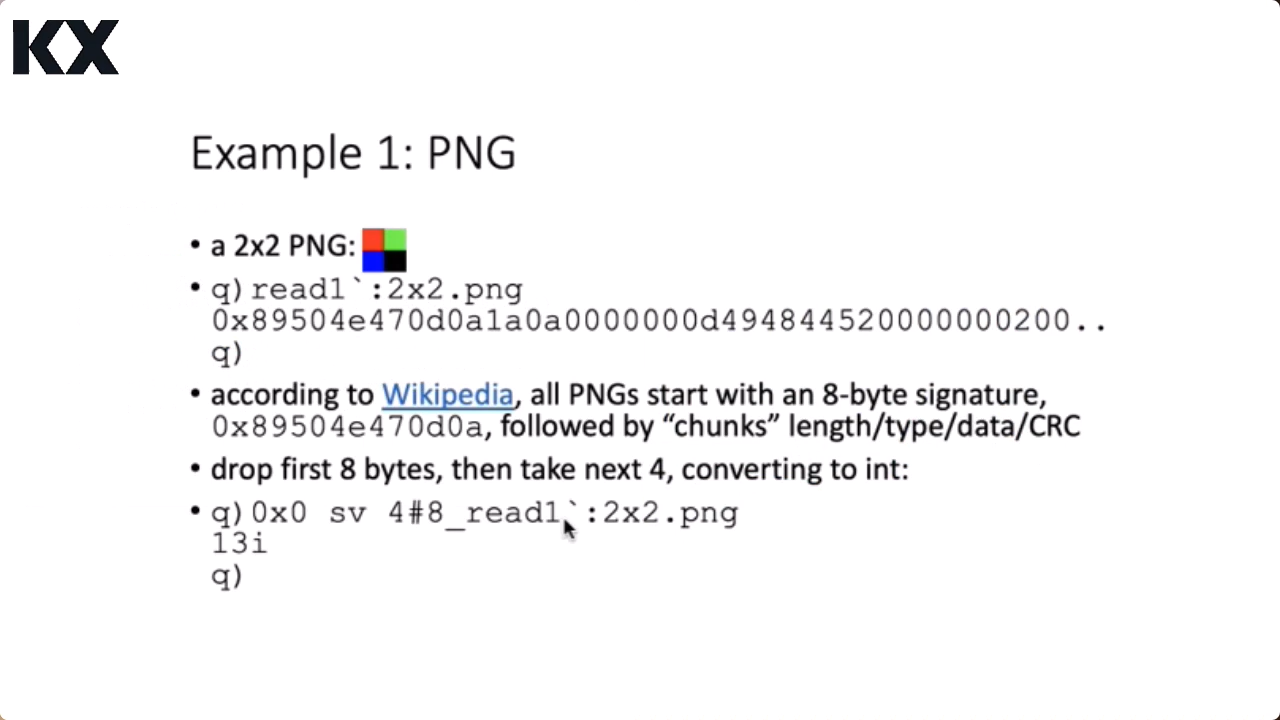 KX
Example 1: PNG
• a 2x2 PNG:
• q)read1`:2x2.png
0x89504e470d0a1a0a0000000d494844520000000200..
q)
• according to Wikipedia, all PNGs start with an 8-byte signature,
0x89504e470d0a, followed by “chunks” length/type/data/CRC
• drop first 8 bytes, then take next 4, converting to int:
• q)0x0 sv 4#8_read1`:2x2.png
13i
q)